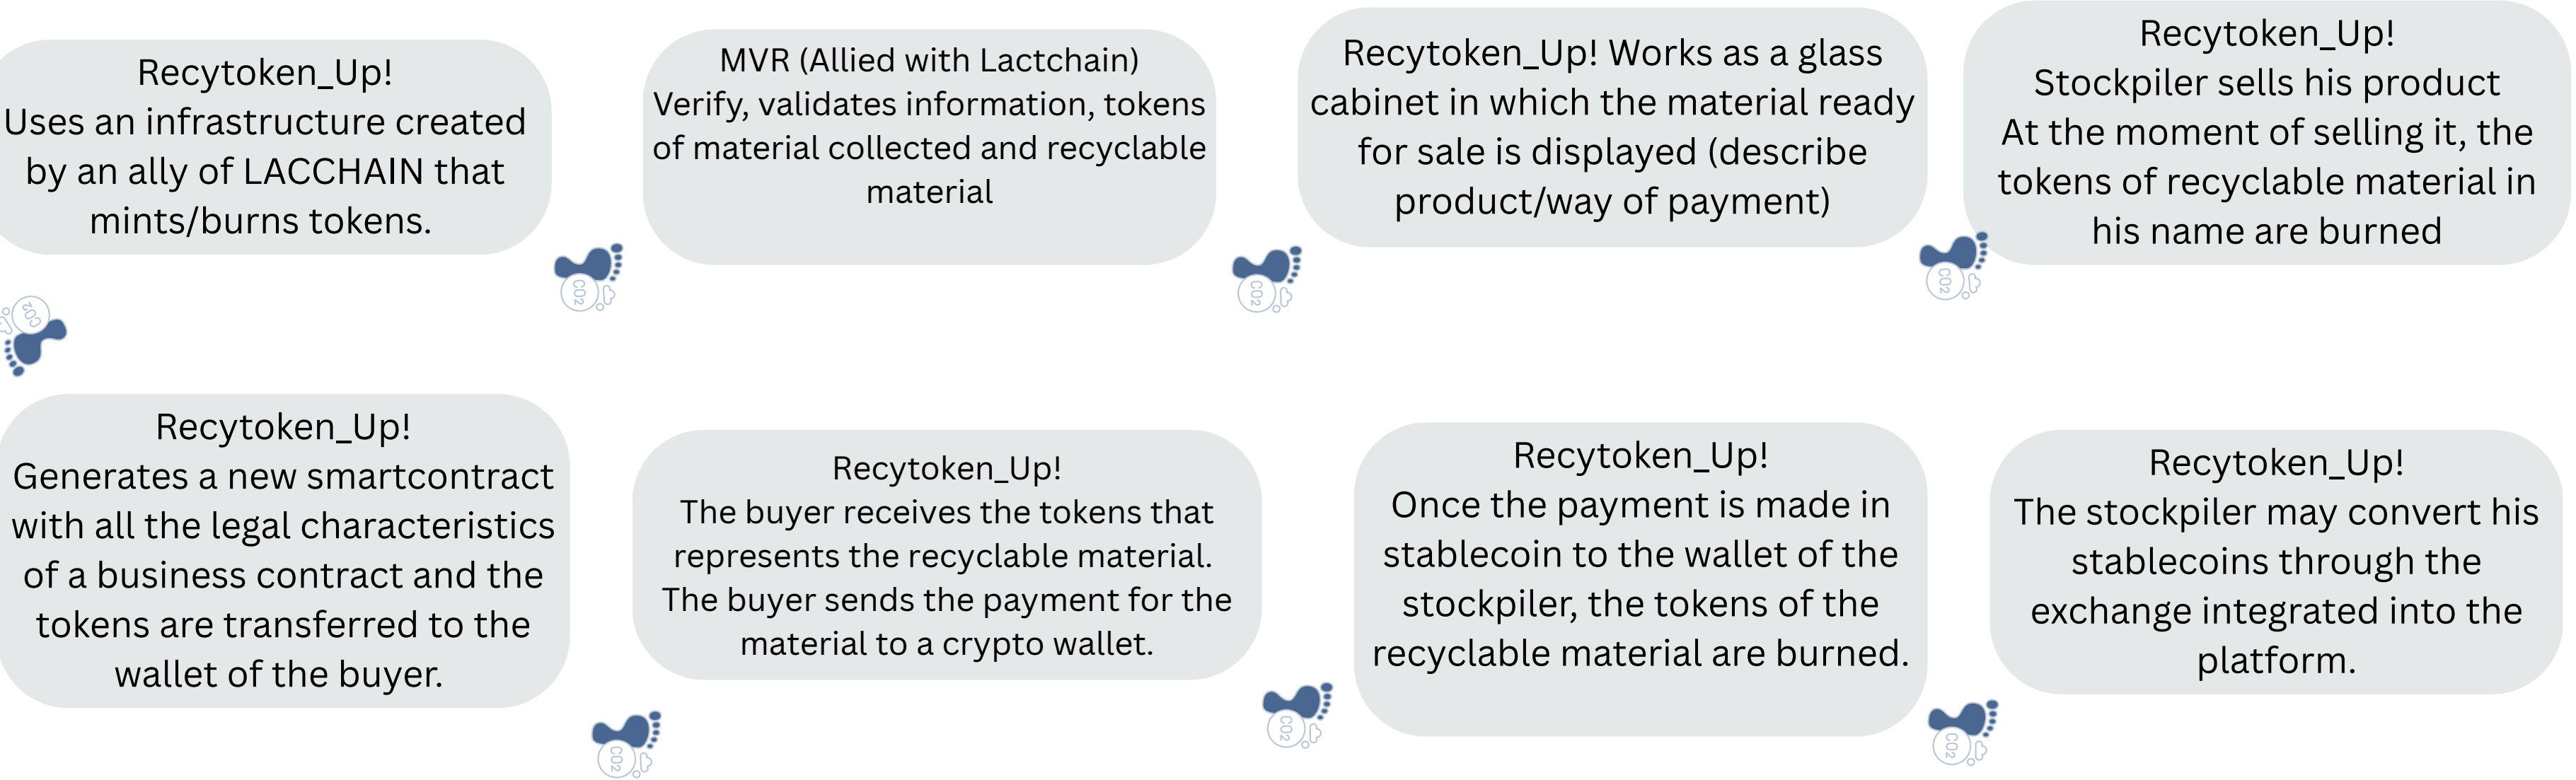 Recytoken_Up!
Uses an infrastructure created
by an ally of LACCHAIN that
mints/burns tokens.
MVR (Allied with Lactchain)
Verify, validates information, tokens
of material collected and recyclable
material
Recytoken_Up! Works as a glass
cabinet in which the material ready
for sale is displayed (describe
product/way of payment)
Recytoken_Up!
Stockpiler sells his product
At the moment of selling it, the
tokens of recyclable material in
his name are burned
CO2
CO2
CO2
CO2
Recytoken_Up!
Generates a new smartcontract
with all the legal characteristics
of a business contract and the
tokens are transferred to the
wallet of the buyer.
Recytoken_Up!
The buyer receives the tokens that
represents the recyclable material.
The buyer sends the payment for the
material to a crypto wallet.
Recytoken_Up!
Once the payment is made in
stablecoin to the wallet of the
stockpiler, the tokens of the
recyclable material are burned.
Recytoken_Up!
The stockpiler may convert his
stablecoins through the
exchange integrated into the
platform.
CO2
CO2
CO2